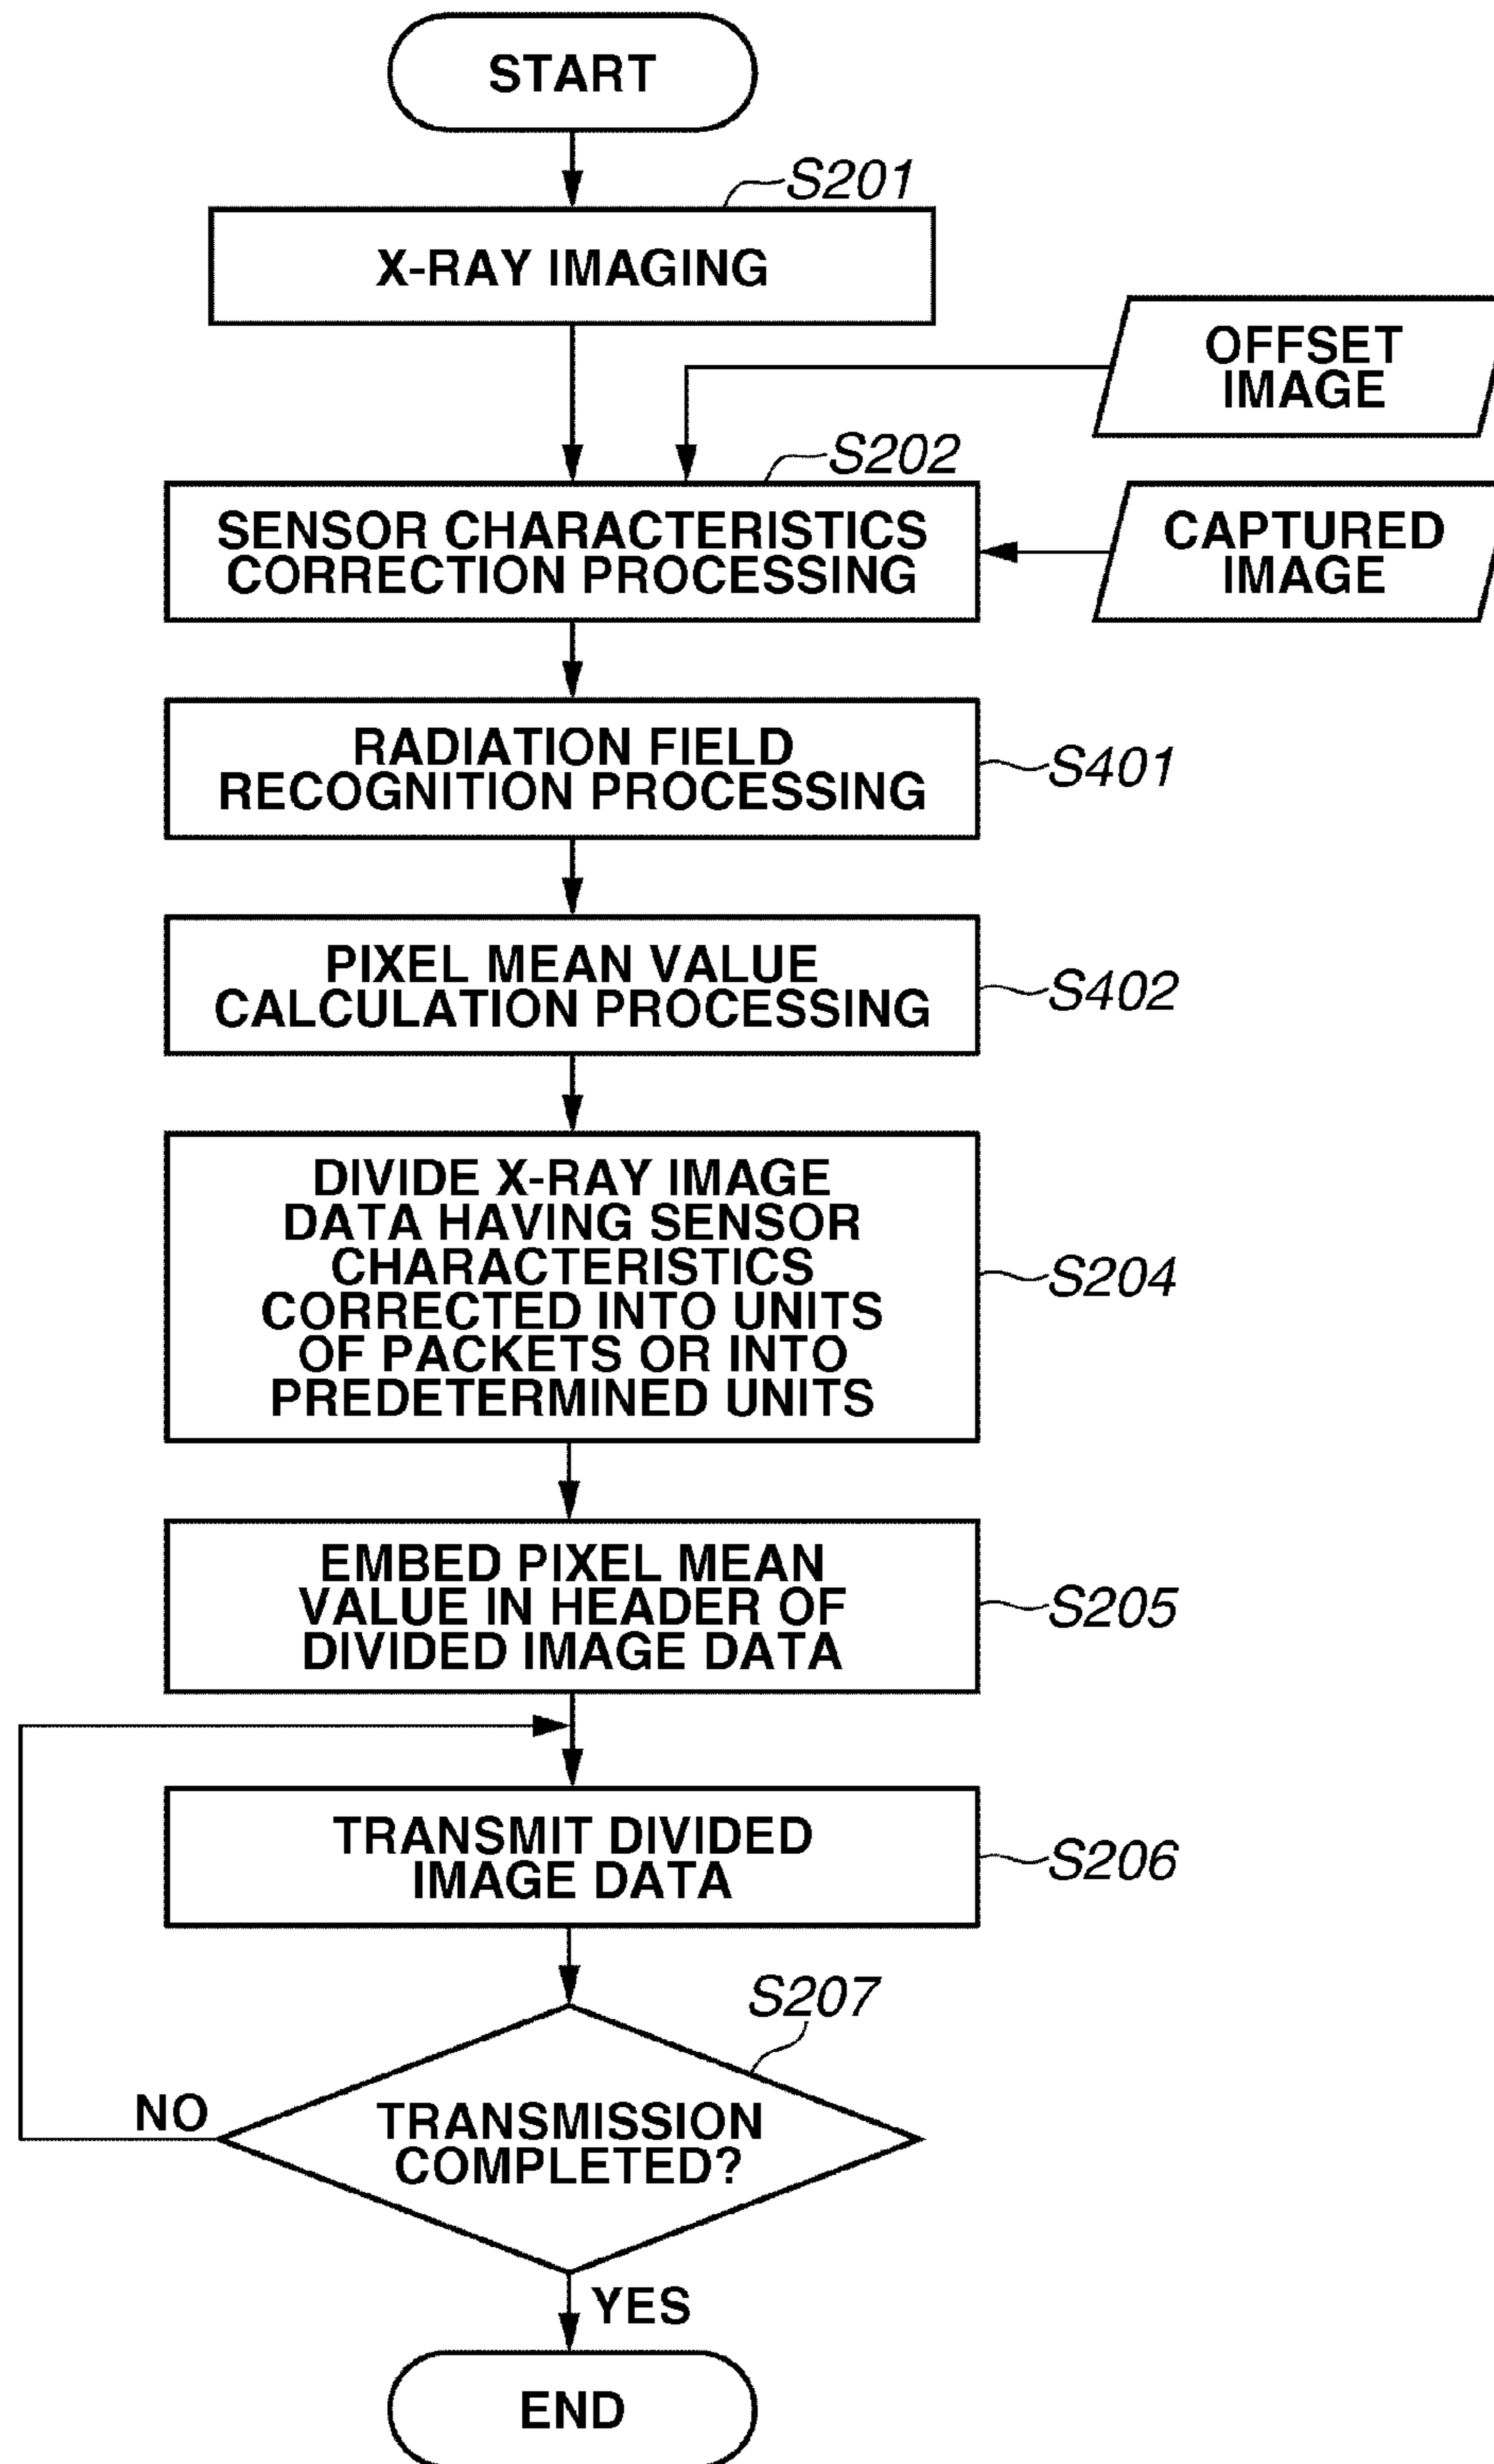 START
S201
X-RAY IMAGING
OFFSET
IMAGE
S202
SENSOR CHARACTERISTICS
CORRECTION PROCESSING
CAPTURED
IMAGE
RADIATION FIELD
RECOGNITION PROCESSING
S401
PIXEL MEAN VALUE
CALCULATION PROCESSING
S402
DIVIDE X-RAY IMAGE
DATA HAVING SENSOR
CHARACTERISTICS
CORRECTED INTO UNITS
OF PACKETS OR INTO
PREDETERMINED UNITS
S204
EMBED PIXEL MEAN
VALUE IN HEADER OF
DIVIDED IMAGE DATA
S205
TRANSMIT DIVIDED
IMAGE DATA
S206
S207
TRANSMISSION
COMPLETED?
NO
YES
END